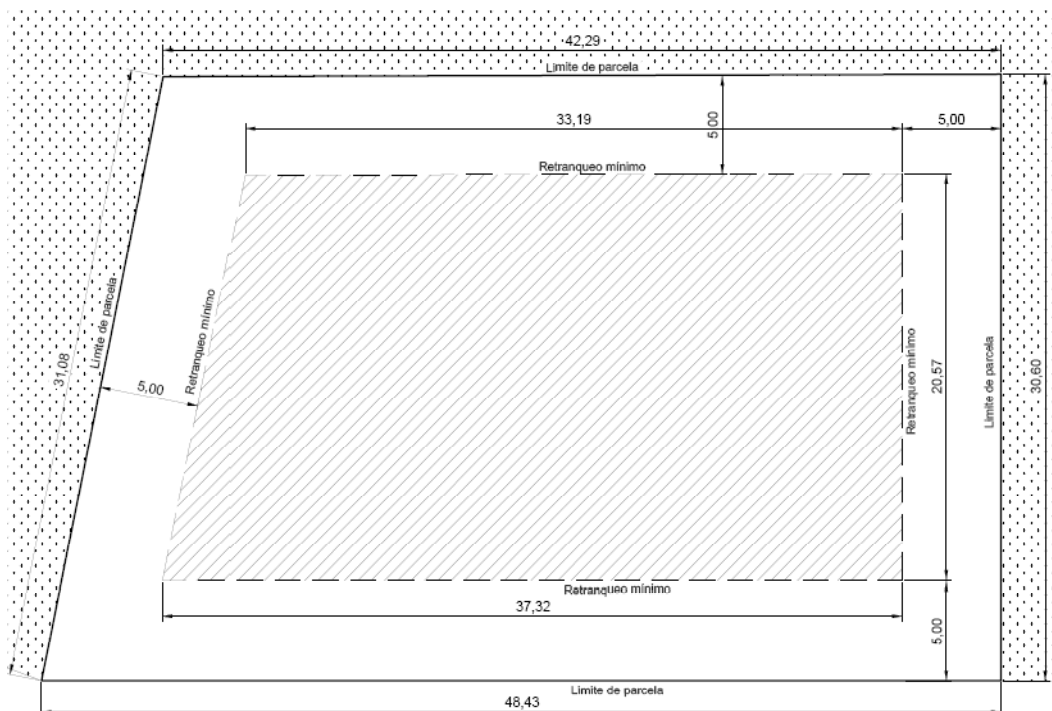 42,29
Límite de parcela
33,19
5,00
5,00
Retranqueo mínimo
Límite de parcela
31,08
5,00
Retranqueo mínimo
Retranqueo mínimo
20,57
Límite de parcela
30,60
Retranqueo mínimo
37,32
5,00
Límite de parcela
48,43